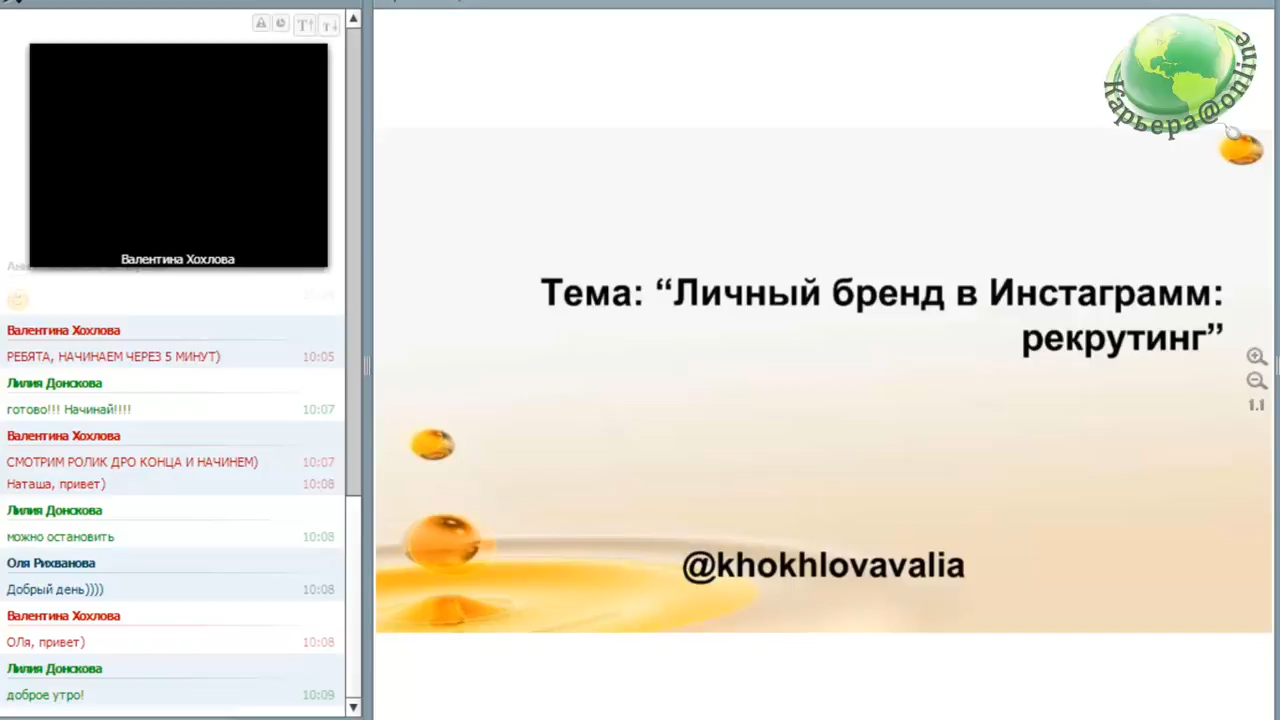 Валентина Хохлова
Валентина Хохлова
РЕБЯТА, НАЧИНАЕМ ЧЕРЕЗ 5 МИНУТ) 10:05
Лилия Донскова
готово!!! Начинай!!!! 10:07
Валентина Хохлова
СМОТРИМ РОЛИК ДРО КОНЦА И НАЧИНЕМ) 10:07
Наташа, привет) 10:08
Лилия Донскова
можно остановить 10:08
Оля Рихванова
Добрый день)))) 10:08
Валентина Хохлова
ОЛя, привет) 10:08
Лилия Донскова
доброе утро! 10:09
Карьера@online
Тема: “Личный бренд в Инстаграмм:
рекрутинг”
@khokhlovavalia
1.1